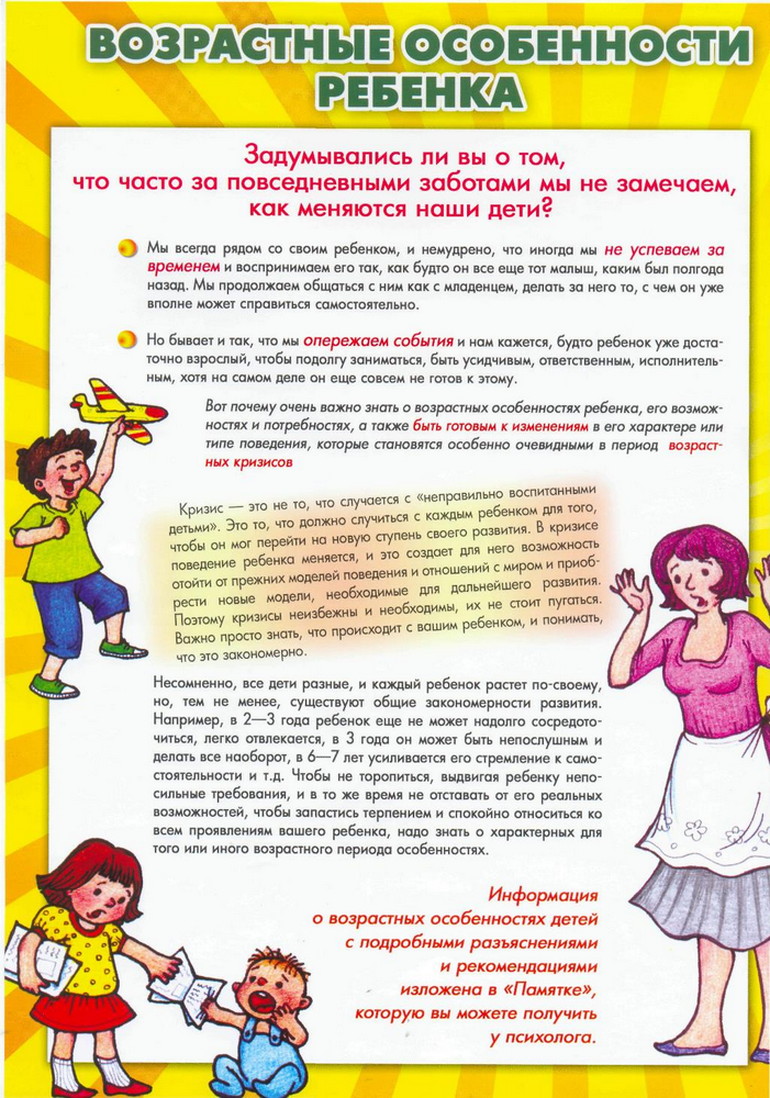 ВОЗРАСТНЫЕ ОСОБЕННОСТИ
РЕБЕНКА
Задумывались ли вы о том,
что часто за повседневными заботами мы не замечаем,
как меняются наши дети?
Мы всегда рядом со своим ребенком, и немудрено, что иногда мы не успеваем за
временем и воспринимаем его так, как будто он все еще тот малыш, каким был полгода
назад. Мы продолжаем общаться с ним как с младенцем, делать за него то, с чем он уже
вполне может справиться самостоятельно.
Но бывает и так, что мы опережаем события и нам кажется, будто ребенок уже доста-
точно взрослый, чтобы подолгу заниматься, быть усидчивым, ответственным, исполнитель-
ным, хотя на самом деле он еще совсем не готов к этому.
Вот почему очень важно знать о возрастных особенностях ребенка, его возмож-
ностях и потребностях, а также быть готовым к изменениям в его характере или
типе поведения, которые становятся особенно очевидными в период возраст-
ных кризисов
Кризис — это не то, что случается с «неправильно воспитанными
детьми». Это то, что должно случиться с каждым ребенком для того,
чтобы он мог перейти на новую ступень своего развития. В кризисе
поведение ребенка меняется, и это создает для него возможность
отойти от прежних моделей поведения и отношений с миром и приоб-
рести новые модели, необходимые для дальнейшего развития.
Поэтому кризисы неизбежны и необходимы, их не стоит пугаться.
Важно просто знать, что происходит с вашим ребенком, и понимать,
что это закономерно.
Несомненно, все дети разные, и каждый ребенок растет по-своему,
но, тем не менее, существуют общие закономерности развития.
Например, в 2—3 года ребенок еще не может надолго сосредото-
читься, легко отвлекается, в 3 года он может быть непослушным и
делать все наоборот, в 6—7 лет усиливается его стремление к само-
стоятельности и т.д. Чтобы не торопиться, выдвигая ребенку непо-
сильные требования, и в то же время не отставать от его реальных
возможностей, чтобы запастись терпением и спокойно относиться ко
всем проявлениям вашего ребенка, надо знать о характерных для
того или иного возрастного периода особенностях.
Информация
о возрастных особенностях детей
с подробными разъяснениями
и рекомендациями
изложена в «Памятке»,
которую вы можете получить
у психолога.